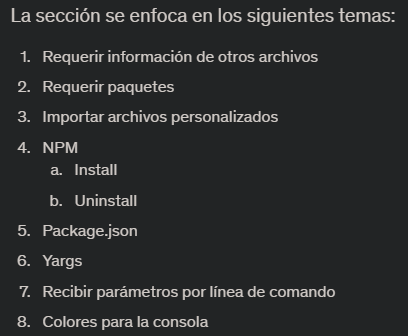 La sección se enfoca en los siguientes temas:
1. Requerir información de otros archivos
2. Requerir paquetes
3. Importar archivos personalizados
4. NPM
a. Install
b. Uninstall
5. Package.json
6. Yargs
7. Recibir parámetros por línea de comando
8. Colores para la consola